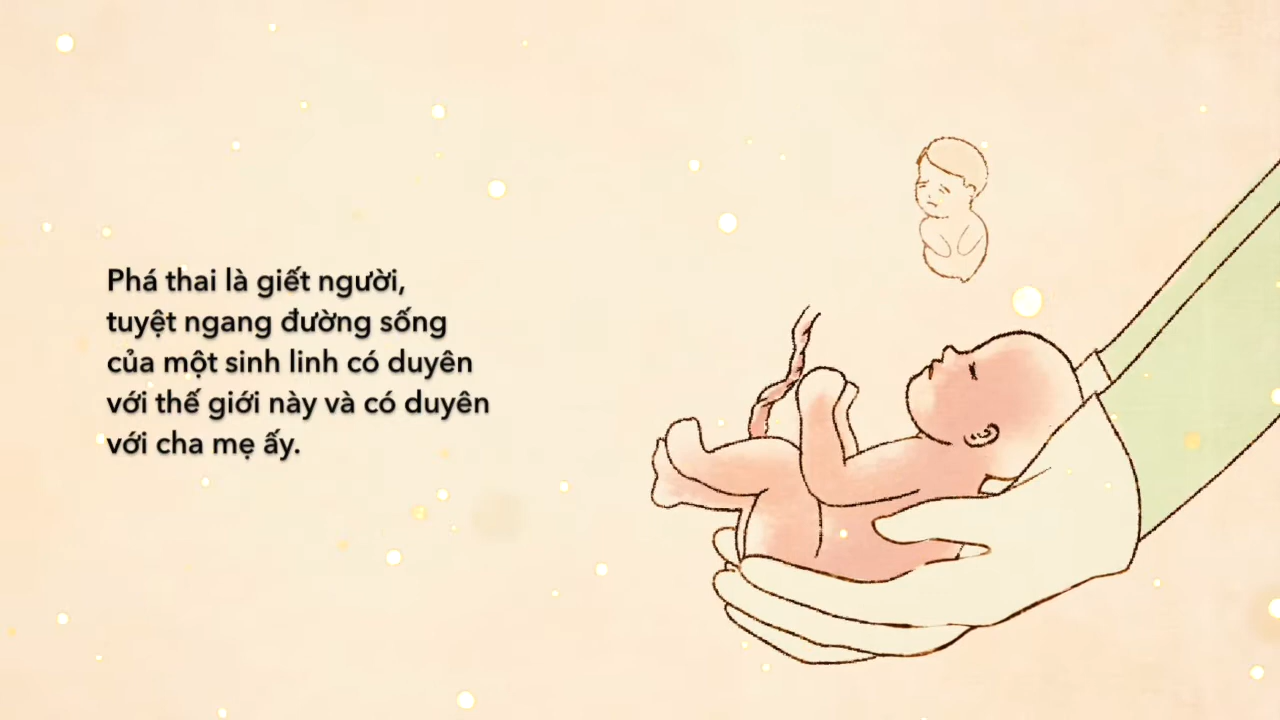 Phá thai là giết người,
tuyệt ngang đường sống
của một sinh linh có duyên
với thế giới này và có duyên
với cha mẹ ấy.